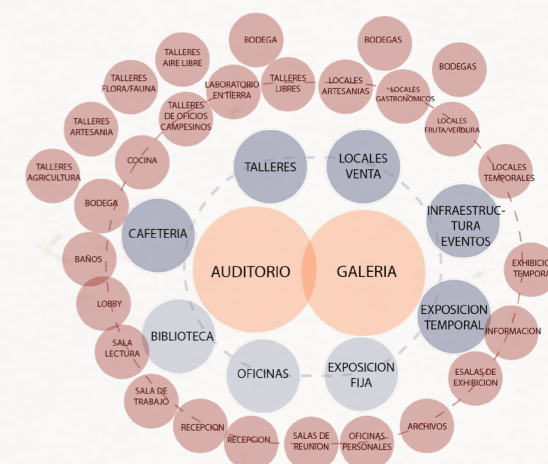 BODEGA
BODEGAS
BODEGAS
TALLERES
AIRE LIBRE
TALLERES
FLORA/FAUNA
LABORATORIO
EN TIERRA
TALLERES
LIBRES
LOCALES
ARTESANIAS
LOCALES
GASTRONOMICOS
TALLERES
DE OFICIOS
CAMPESINOS
LOCALES
FRUTA/VERDURA
TALLERES
ARTESANIA
COCINA
TALLERES
AGRICULTURA
TALLERES
LOCALES
VENTA
LOCALES
TEMPORALES
BODEGA
CAFETERIA
INFRAESTRUC-
TURA
EVENTOS
BAÑOS
AUDITORIO
GALERIA
EXHIBICIO
TEMPORA
LOBBY
EXPOSICION
TEMPORAL
INFORMACION
SALA
LECTURA
BIBLIOTECA
OFICINAS
EXPOSICION
FIJA
ESALAS DE
EXHIBICION
SALA DE
TRABAJO
RECEPCION
RECEPCION
SALAS DE
REUNION
OFICINAS
PERSONALES
ARCHIVOS